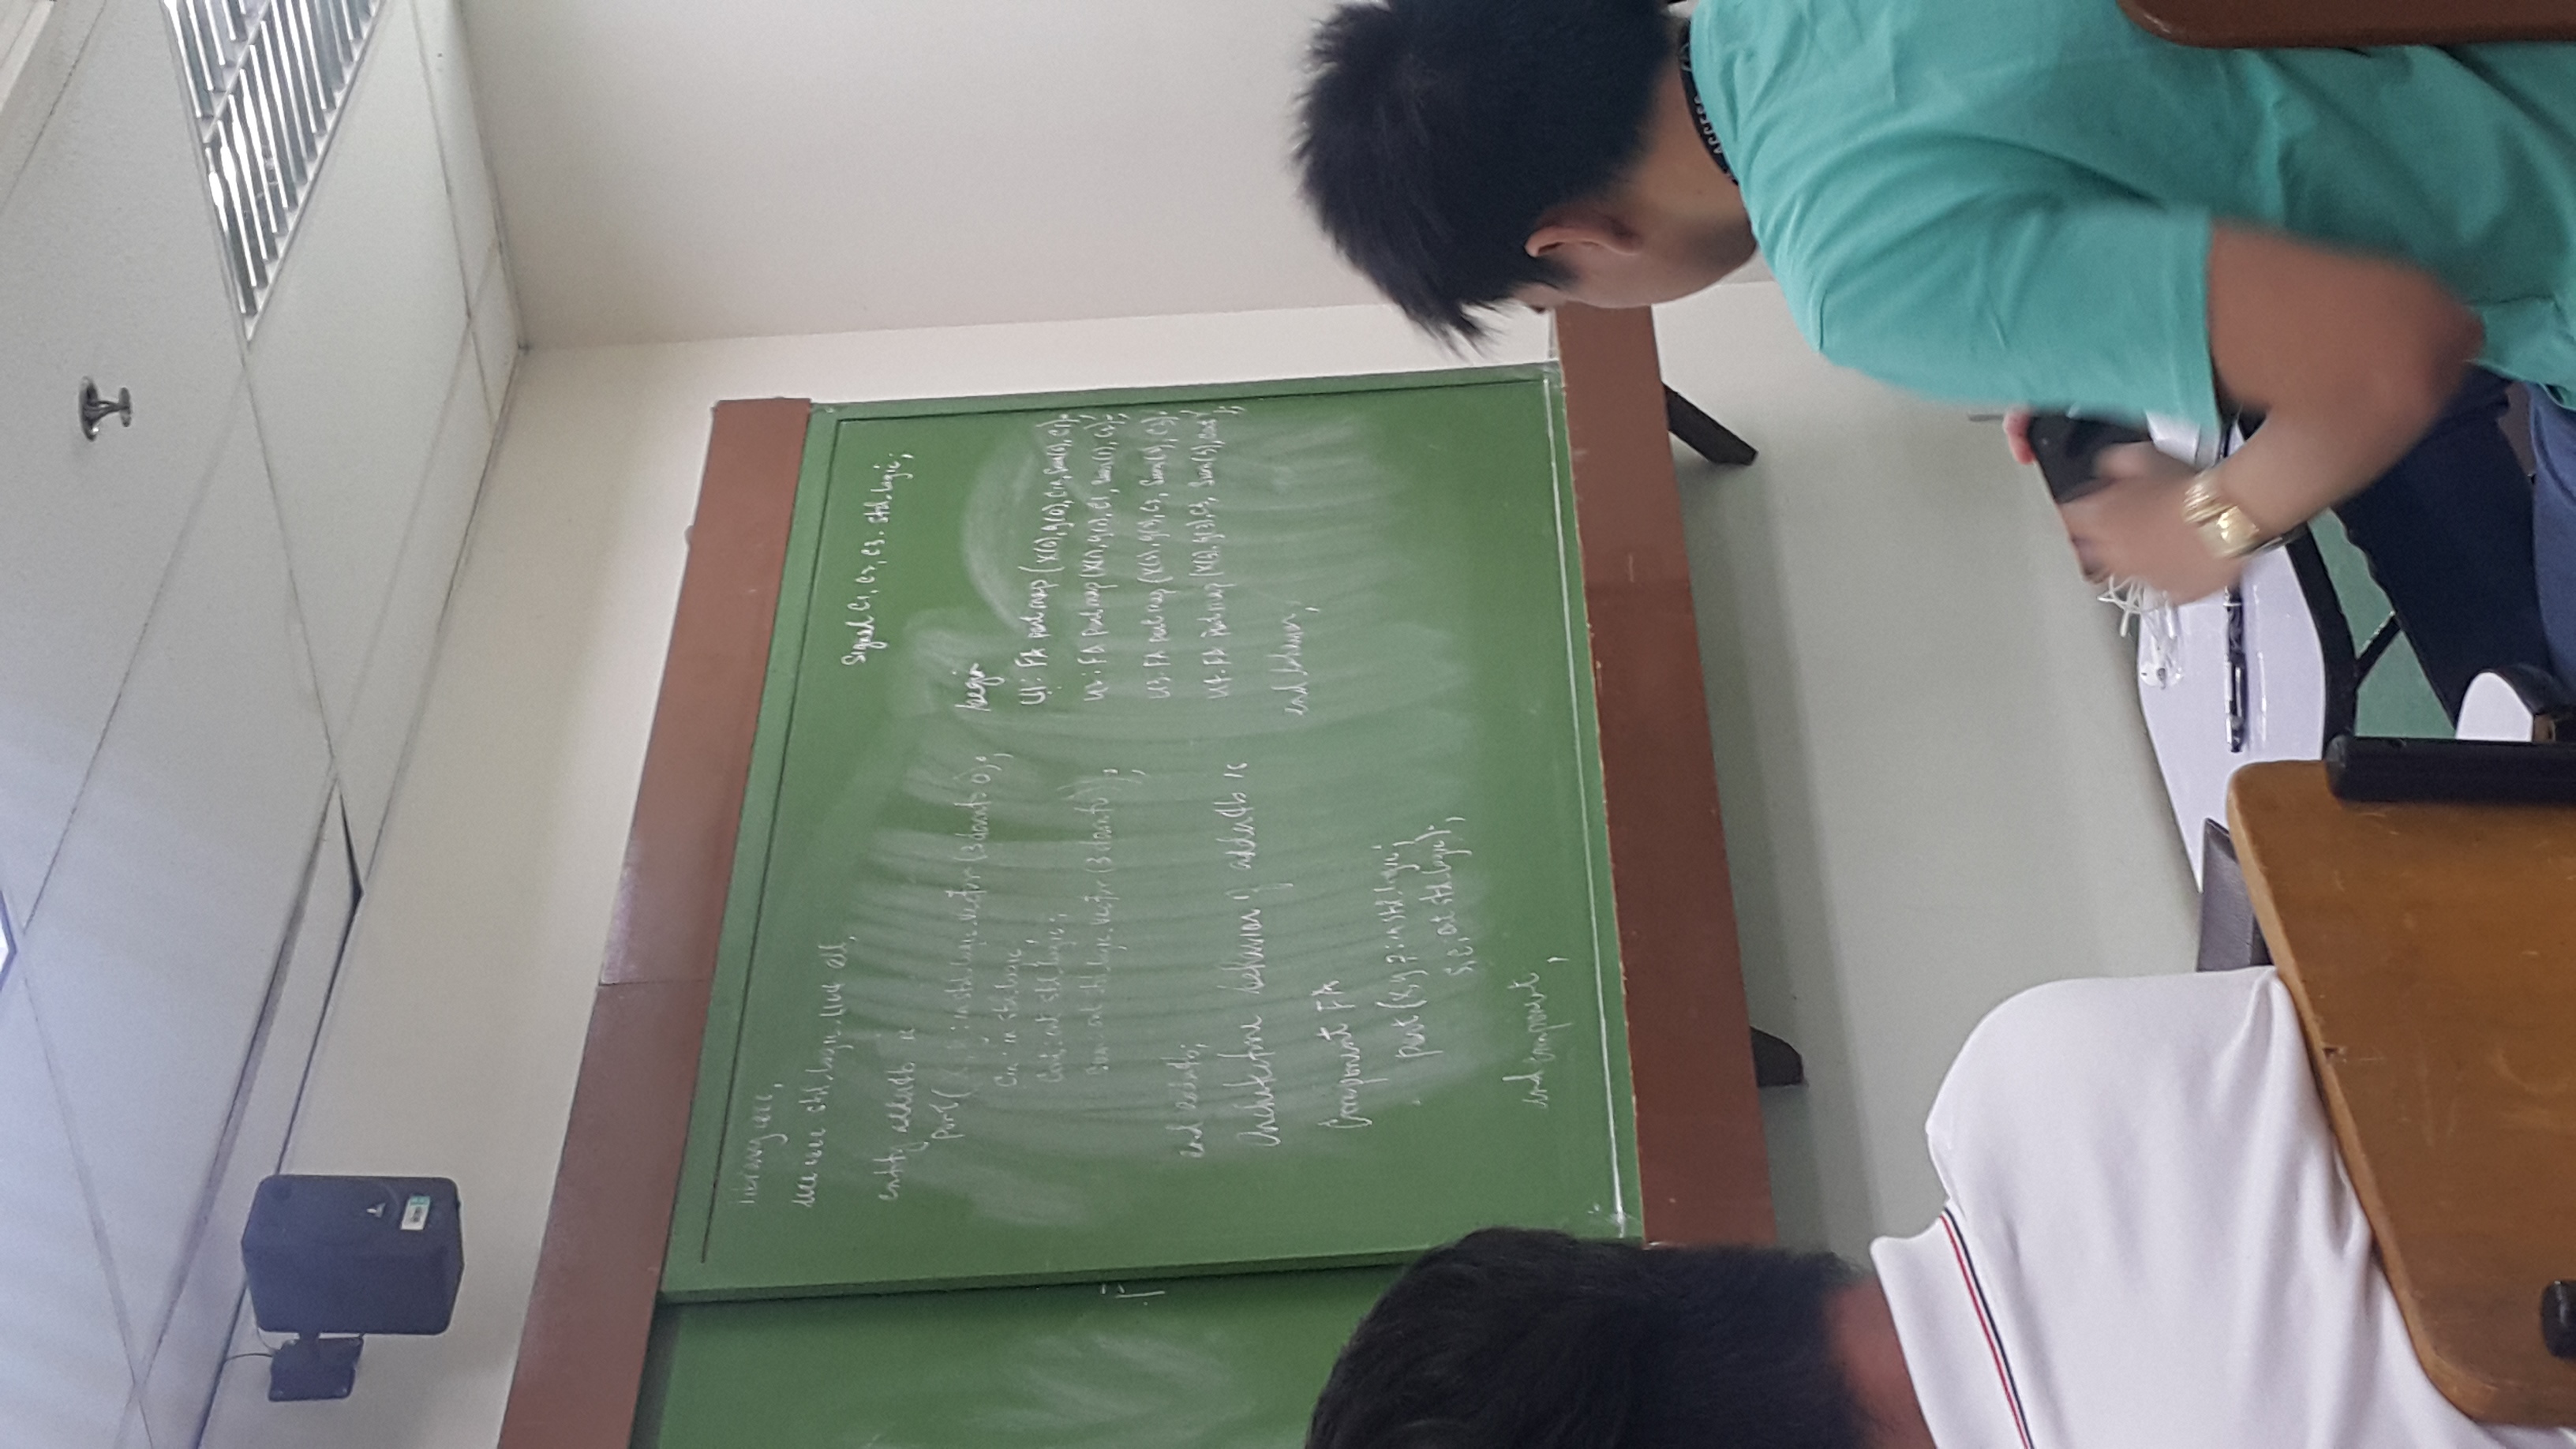 library ieee;
use ieee std_logic_1164 all;
entity adder4b is
port( : in std_logic_vector (3 downto 0);
Cin : in std_logic;
Cout : out std_logic;
Sum : out std_logic_vector (3 downto 0));
end adder4b;
Architecture behavior of adder4b is
Component FA
port (x, y, z : in std_logic;
s, c : out std_logic);
end component;
Signal C1, C2, C3 : std_logic;
begin
U1: FA port map (x(0), y(0), Cin, Sum(0), C1);
U2: FA port map (x(1), y(1), C1, Sum(1), C2);
U3: FA port map (x(2), y(2), C2, Sum(2), C3);
U4: FA port map (x(3), y(3), C3, Sum(3), Cout);
end behavior;
ACCESS